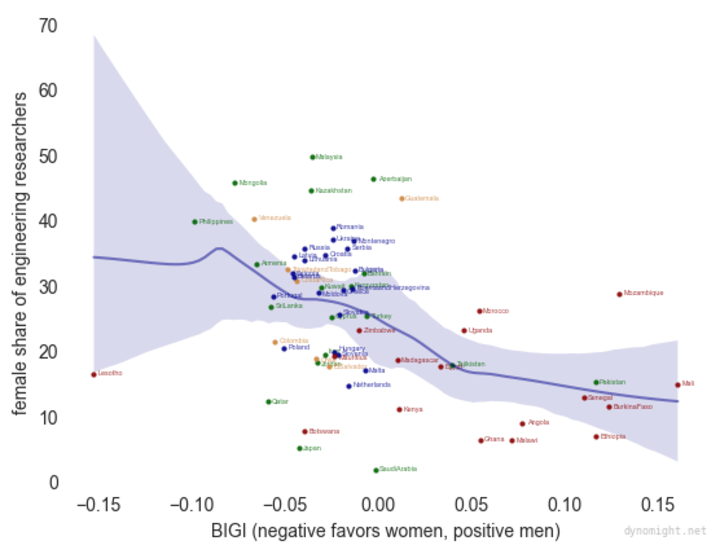 70
60
50
40
30
20
10
0
female share of engineering researchers
Malaysia
Azerbaijan
Mongolia
Kazakhstan
Guatemala
Philippines
Venezuela
Romania
Ukraine
Montenegro
Russia
Serbia
Latvia
Croatia
Lithuania
Armenia
TrinidadandTobago
Bulgaria
Kuwait
Portugal
Moldova
SriLanka
Turkey
Mozambique
Morocco
Zimbabwe
Uganda
Colombia
Poland
Hungary
Madagascar
Malta
Tajikistan
Lesotho
Netherlands
Pakistan
Mali
Qatar
Senegal
Kenya
BurkinaFaso
Angola
Botswana
Ghana
Malawi
Ethiopia
Japan
SaudiArabia
−0.15 −0.10 −0.05 0.00 0.05 0.10 0.15
BIGI (negative favors women, positive men)
dynomight.net